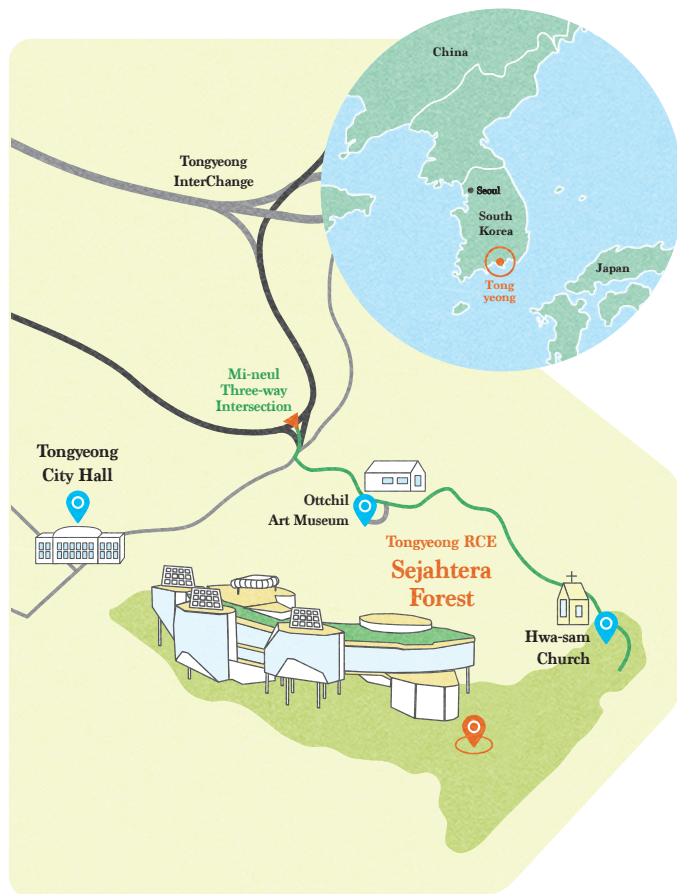 China
Seoul
South
Korea
Japan
Tong
yeong
Tongyeong
InterChange
Mi-neul
Three-way
Intersection
Tongyeong
City Hall
Ottchil
Art Museum
Tongyeong RCE
Sejahtera
Forest
Hwa-sam
Church